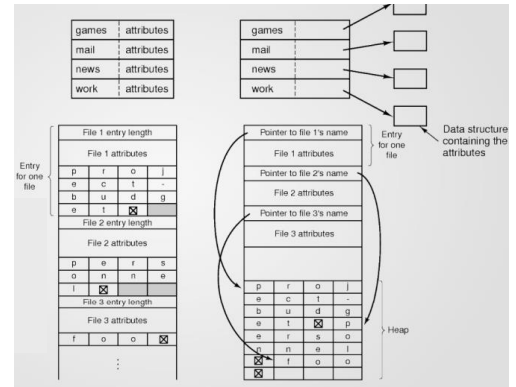 games attributes
mail attributes
news attributes
work attributes
games
mail
news
work
Data structure
containing the
attributes
Entry
for one
file
File 1 entry length
File 1 attributes
p r o j
e c t -
b u d g
e t ☒
File 2 entry length
File 2 attributes
p e r s
o n n e
l ☒
File 3 entry length
File 3 attributes
f o o ☒
⋮
Pointer to file 1's name
File 1 attributes
Pointer to file 2's name
File 2 attributes
Pointer to file 3's name
File 3 attributes
Entry
for one
file
p r o j
e c t -
b u d g
e t ☒ p
e r s o
n n e l
☒ f o o
☒
Heap